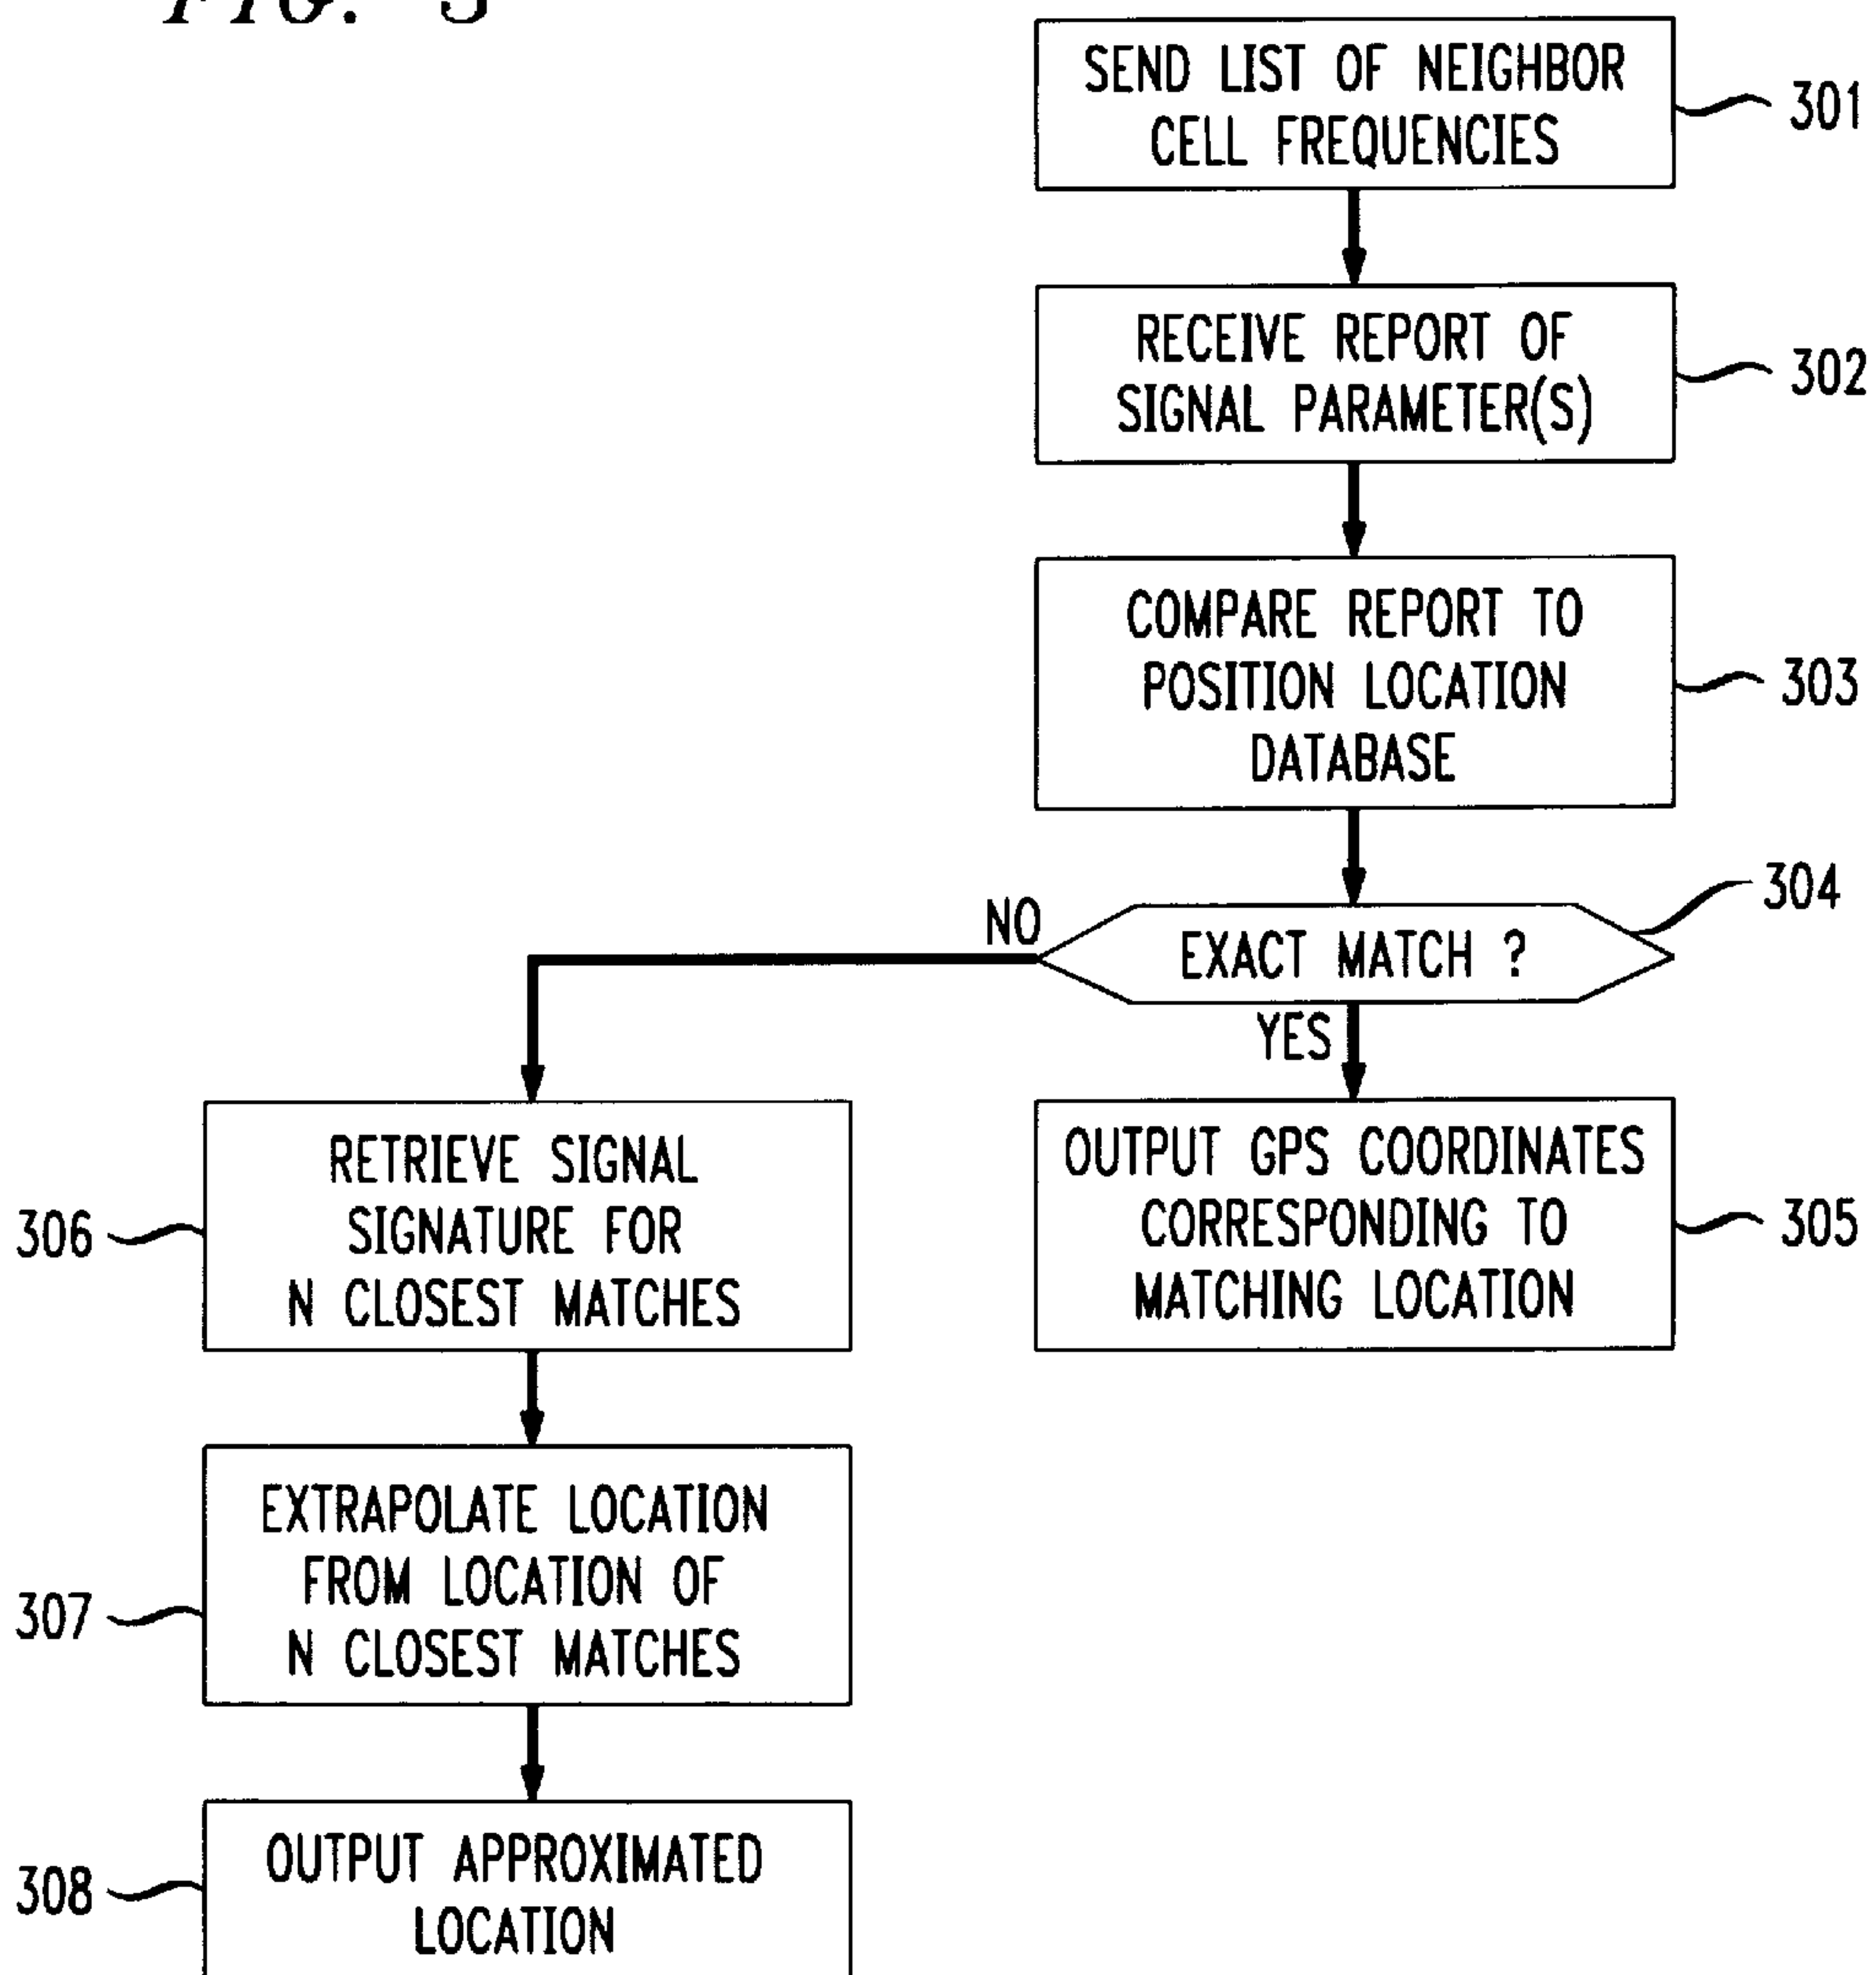 FIG. 3
SEND LIST OF NEIGHBOR
CELL FREQUENCIES
301
RECEIVE REPORT OF
SIGNAL PARAMETER(S)
302
COMPARE REPORT TO
POSITION LOCATION
DATABASE
303
NO
EXACT MATCH ?
304
YES
OUTPUT GPS COORDINATES
CORRESPONDING TO
MATCHING LOCATION
305
RETRIEVE SIGNAL
SIGNATURE FOR
N CLOSEST MATCHES
306
EXTRAPOLATE LOCATION
FROM LOCATION OF
N CLOSEST MATCHES
307
OUTPUT APPROXIMATED
LOCATION
308